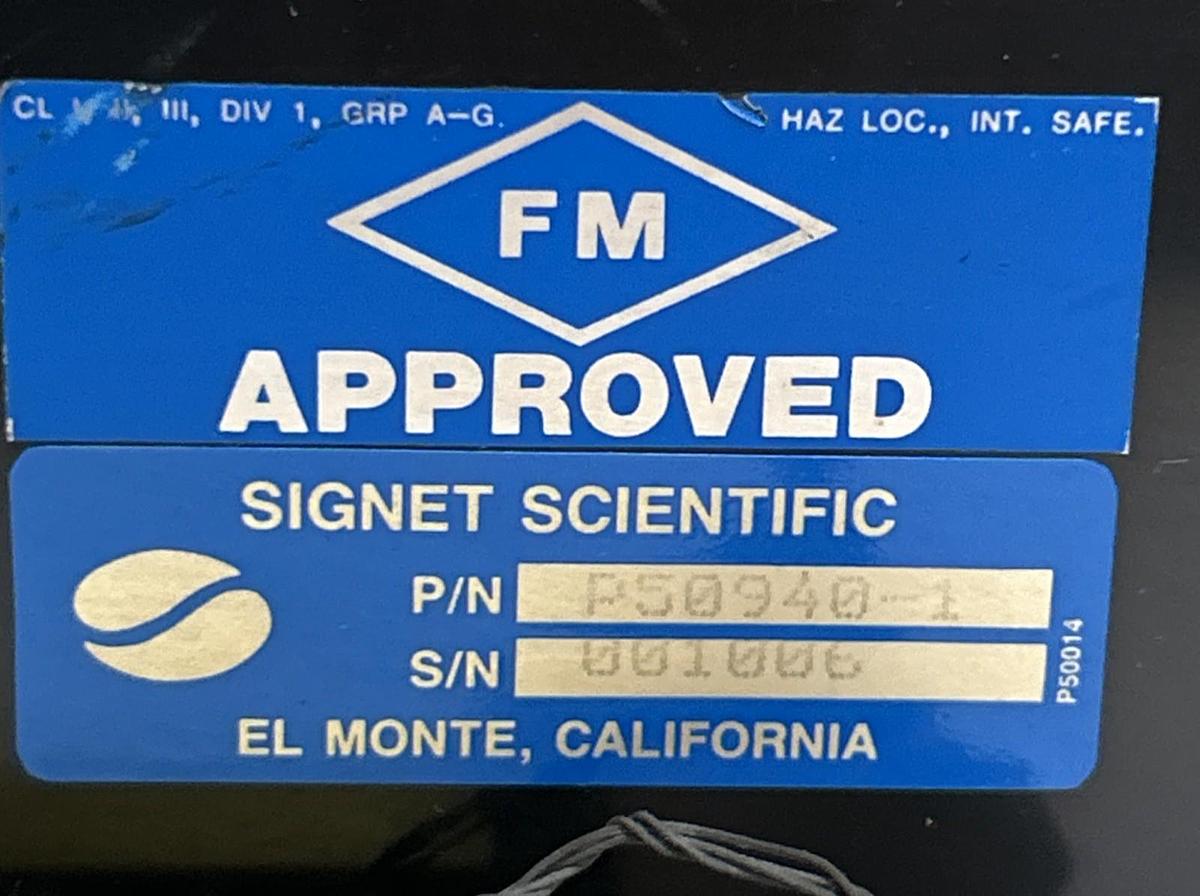 CL III, DIV 1, GRP A-G.
HAZ LOC., INT. SAFE.
FM
APPROVED
SIGNET SCIENTIFIC
P/N P50940-1
S/N 001006
P50014
EL MONTE, CALIFORNIA